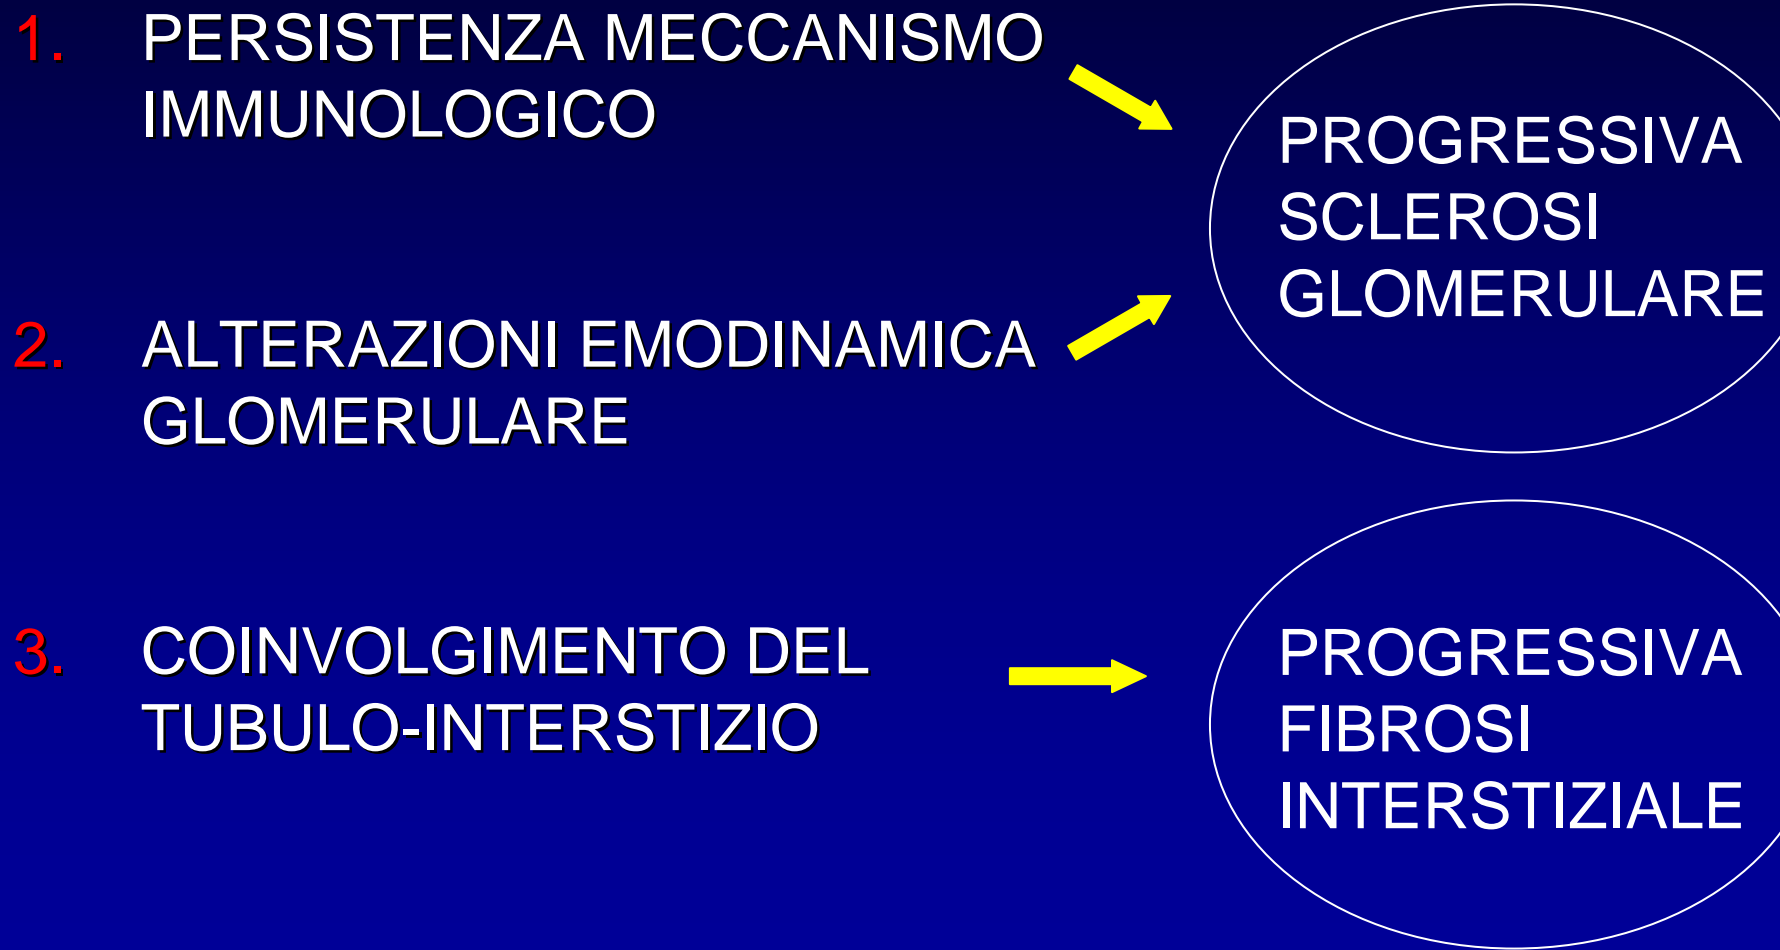 1. PERSISTENZA MECCANISMO
IMMUNOLOGICO
PROGRESSIVA
SCLEROSI
GLOMERULARE
2. ALTERAZIONI EMODINAMICA
GLOMERULARE
3. COINVOLGIMENTO DEL
TUBULO-INTERSTIZIO
PROGRESSIVA
FIBROSI
INTERSTIZIALE